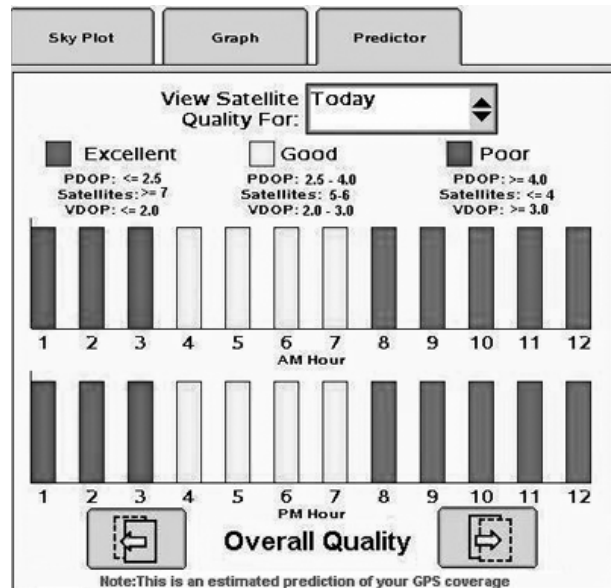 Sky Plot Graph Predictor
View Satellite Today
Quality For:
Excellent Good Poor
PDOP: <= 2.5 PDOP: 2.5 - 4.0 PDOP: >= 4.0
Satellites: >= 7 Satellites: 5-6 Satellites: <= 4
VDOP: <= 2.0 VDOP: 2.0 - 3.0 VDOP: >= 3.0
1 2 3 4 5 6 7 8 9 10 11 12
AM Hour
1 2 3 4 5 6 7 8 9 10 11 12
PM Hour
Overall Quality
Note:This is an estimated prediction of your GPS coverage